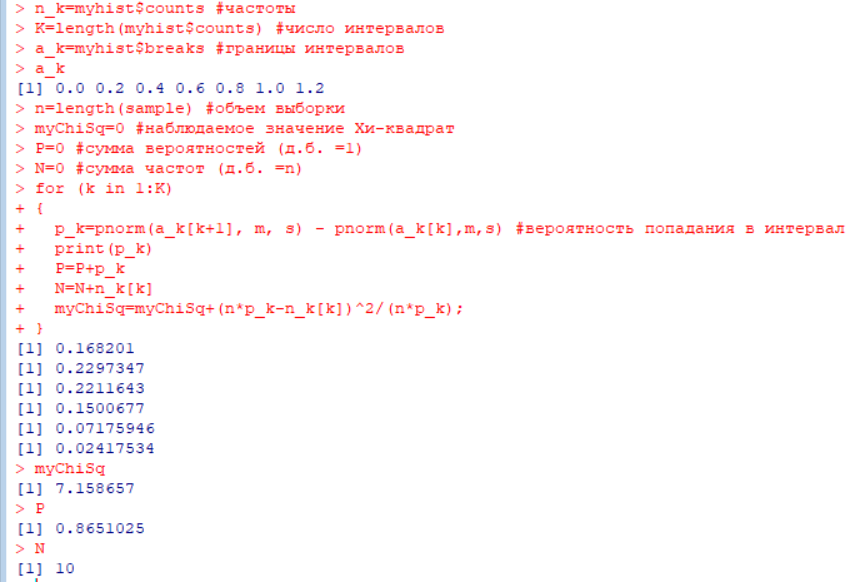 > n_k=myhist$counts #частоты
> K=length(myhist$counts) #число интервалов
> a_k=myhist$breaks #границы интервалов
> a_k
[1] 0.0 0.2 0.4 0.6 0.8 1.0 1.2
> n=length(sample) #объем выборки
> myChiSq=0 #наблюдаемое значение Хи-квадрат
> P=0 #сумма вероятностей (д.б. =1)
> N=0 #сумма частот (д.б. =n)
> for (k in 1:K)
+ {
+   p_k=pnorm(a_k[k+1], m, s) - pnorm(a_k[k],m,s) #вероятность попадания в интервал
+   print(p_k)
+   P=P+p_k
+   N=N+n_k[k]
+   myChiSq=myChiSq+(n*p_k-n_k[k])^2/(n*p_k);
+ }
[1] 0.168201
[1] 0.2297347
[1] 0.2211643
[1] 0.1500677
[1] 0.07175946
[1] 0.02417534
> myChiSq
[1] 7.158657
> P
[1] 0.8651025
> N
[1] 10